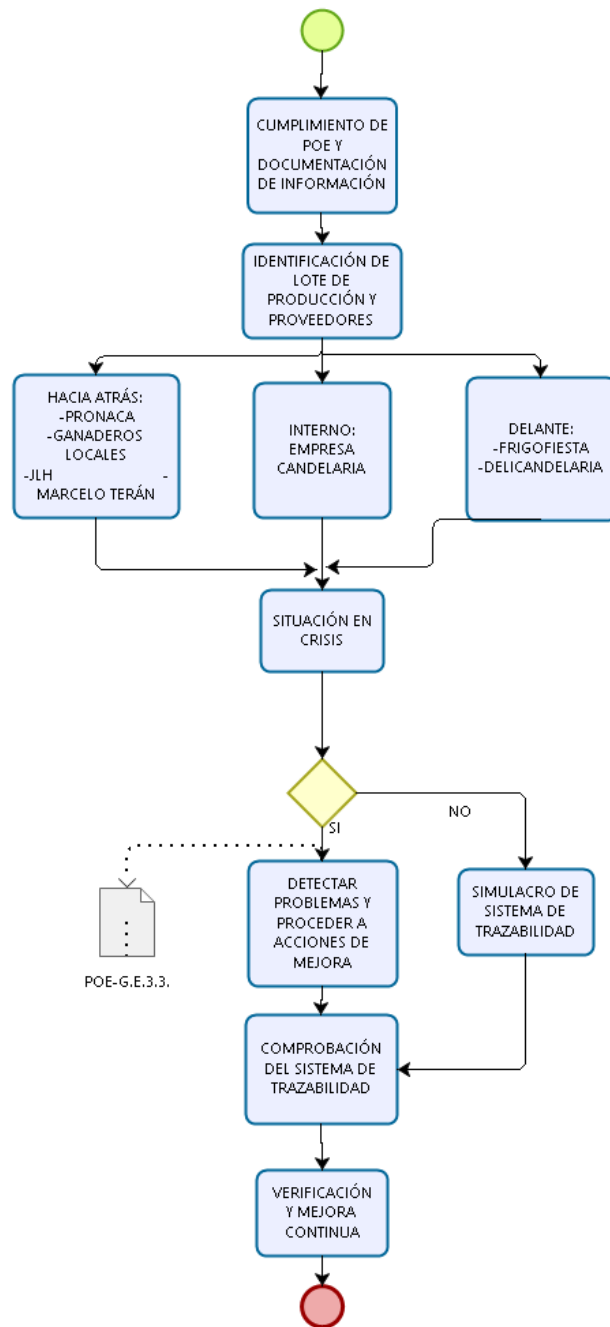 CUMPLIMIENTO DE
POE Y
DOCUMENTACIÓN
DE INFORMACIÓN
IDENTIFICACIÓN DE
LOTE DE
PRODUCCIÓN Y
PROVEEDORES
HACIA ATRÁS:
-PRONACA
-GANADEROS
LOCALES
-JLH -
MARCELO TERÁN
INTERNO:
EMPRESA
CANDELARIA
DELANTE:
-FRIGOFIESTA
-DELICANDELARIA
SITUACIÓN EN
CRISIS
SI
NO
DETECTAR
PROBLEMAS Y
PROCEDER A
ACCIONES DE
MEJORA
SIMULACRO DE
SISTEMA DE
TRAZABILIDAD
POE-G.E.3.3.
COMPROBACIÓN
DEL SISTEMA DE
TRAZABILIDAD
VERIFICACIÓN
Y MEJORA
CONTINUA